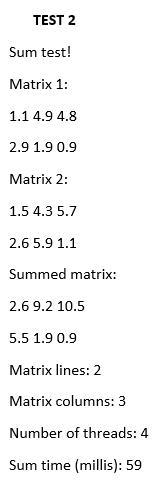 TEST 2
Sum test!
Matrix 1:
1.1 4.9 4.8
2.9 1.9 0.9
Matrix 2:
1.5 4.3 5.7
2.6 5.9 1.1
Summed matrix:
2.6 9.2 10.5
5.5 1.9 0.9
Matrix lines: 2
Matrix columns: 3
Number of threads: 4
Sum time (millis): 59